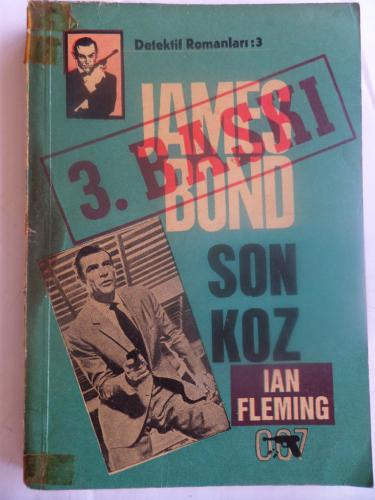 Detektif Romanları: 3
JAMES
3. BASKI
BOND
SON
KOZ
IAN
FLEMING
007